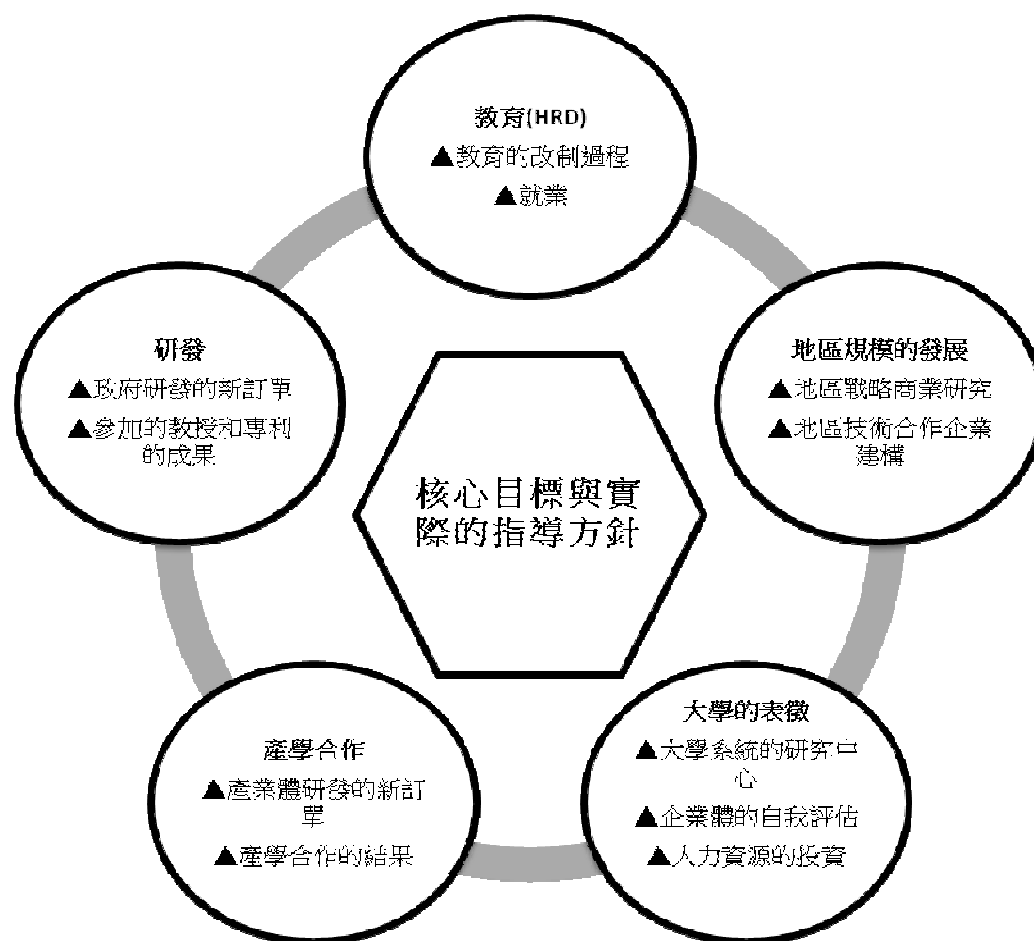 教育(HRD)
▲教育的改制過程
▲就業
研發
▲政府研發的新訂單
▲參加的教授和專利
的成果
地區規模的發展
▲地區戰略商業研究
▲地區技術合作企業
建構
核心目標與實
際的指導方針
產學合作
▲產業體研發的新訂
單
▲產學合作的結果
大學的表徵
▲大學系統的研究中
心
▲企業體的自我評估
▲人力資源的投資